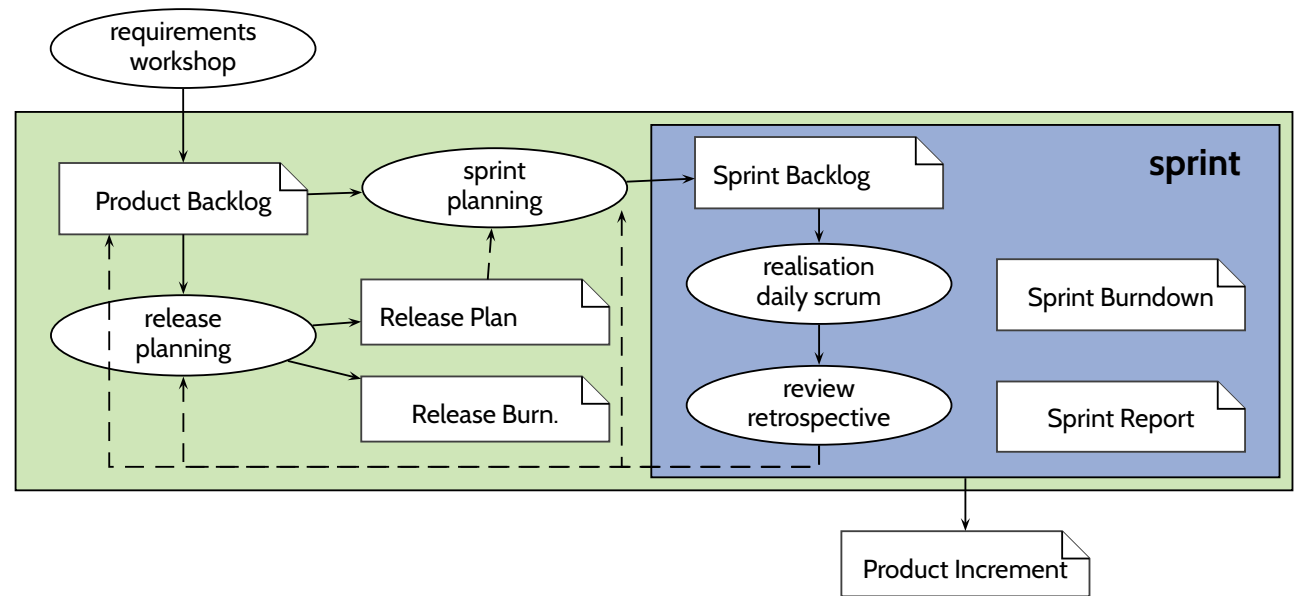 requirements
workshop
sprint
Product Backlog
sprint
planning
Sprint Backlog
realisation
daily scrum
Sprint Burndown
release
planning
Release Plan
Release Burn.
review
retrospective
Sprint Report
Product Increment